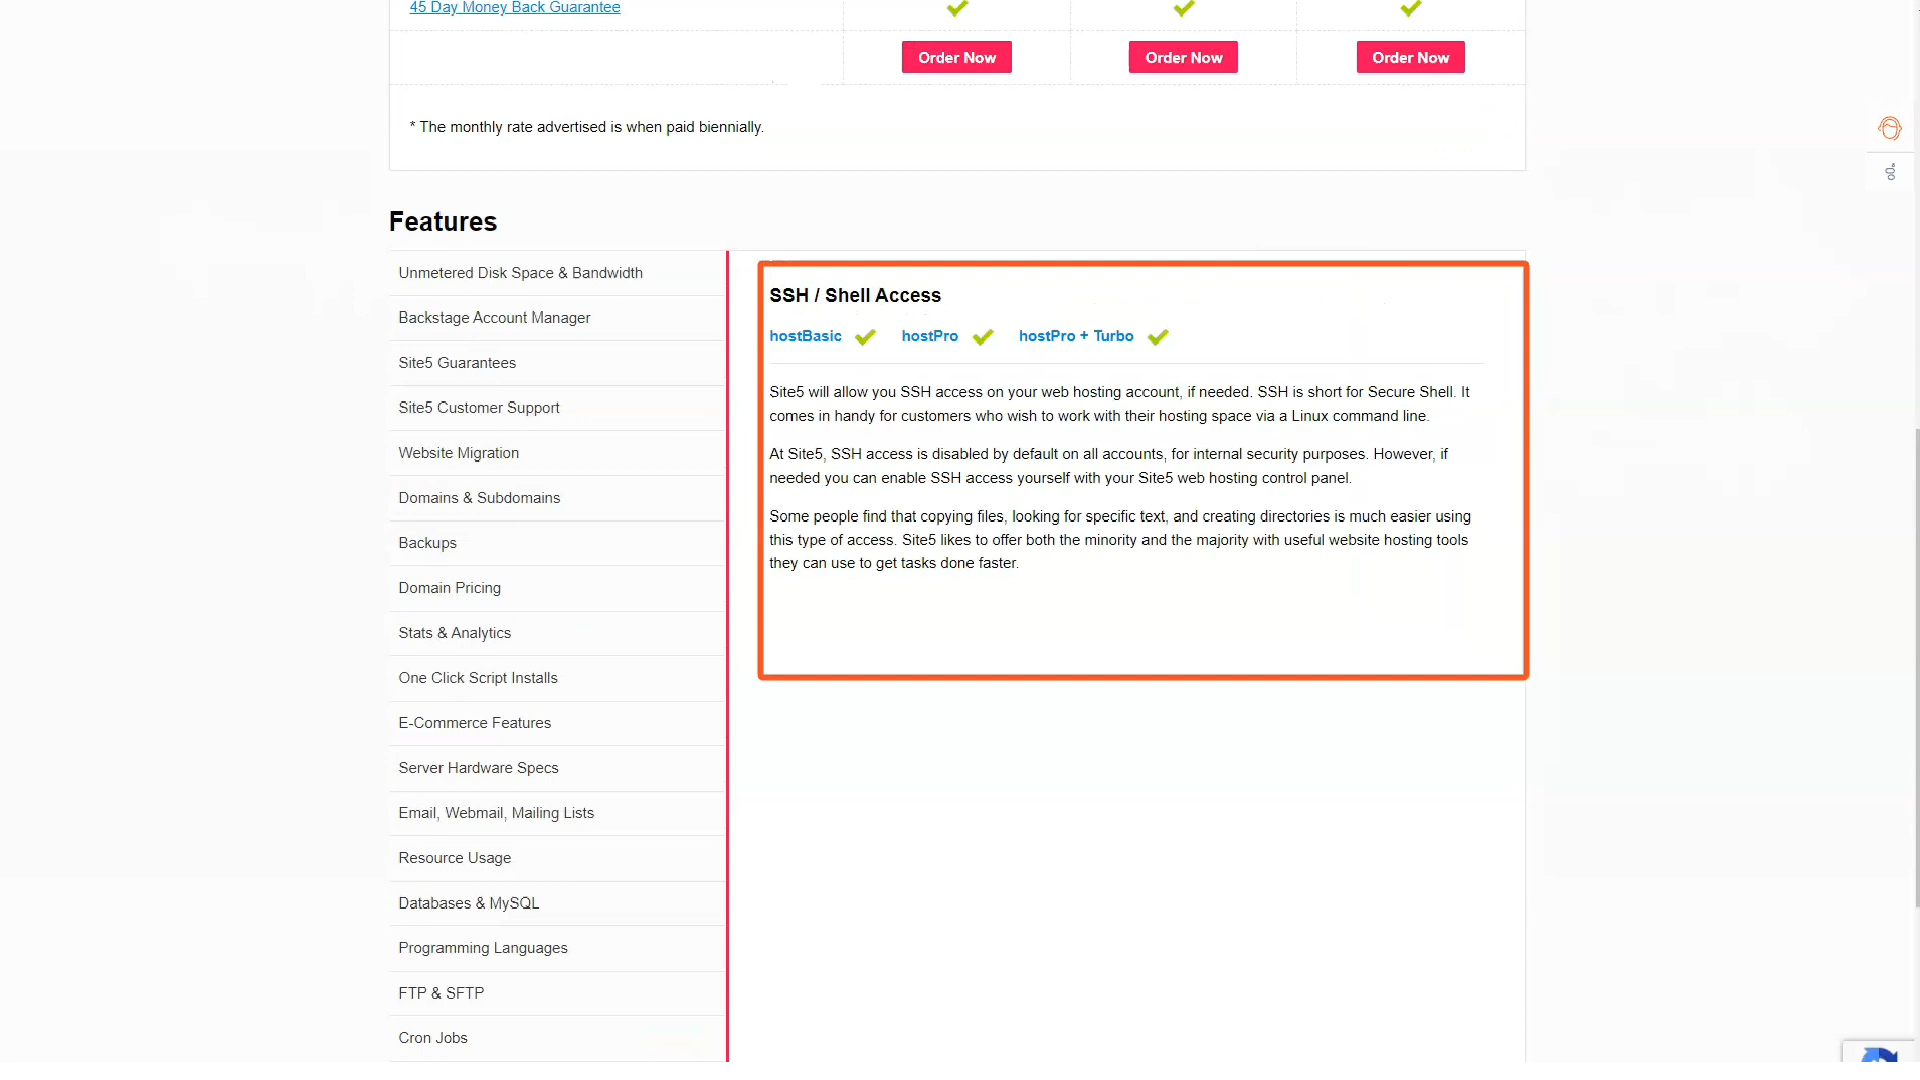 45 Day Money Back Guarantee
Order Now
Order Now
Order Now
* The monthly rate advertised is when paid biennially.
Features
Unmetered Disk Space & Bandwidth
Backstage Account Manager
Site5 Guarantees
Site5 Customer Support
Website Migration
Domains & Subdomains
Backups
Domain Pricing
Stats & Analytics
One Click Script Installs
E-Commerce Features
Server Hardware Specs
Email, Webmail, Mailing Lists
Resource Usage
Databases & MySQL
Programming Languages
FTP & SFTP
Cron Jobs
SSH / Shell Access
hostBasic hostPro hostPro + Turbo
Site5 will allow you SSH access on your web hosting account, if needed. SSH is short for Secure Shell. It
comes in handy for customers who wish to work with their hosting space via a Linux command line.
At Site5, SSH access is disabled by default on all accounts, for internal security purposes. However, if
needed you can enable SSH access yourself with your Site5 web hosting control panel.
Some people find that copying files, looking for specific text, and creating directories is much easier using
this type of access. Site5 likes to offer both the minority and the majority with useful website hosting tools
they can use to get tasks done faster.